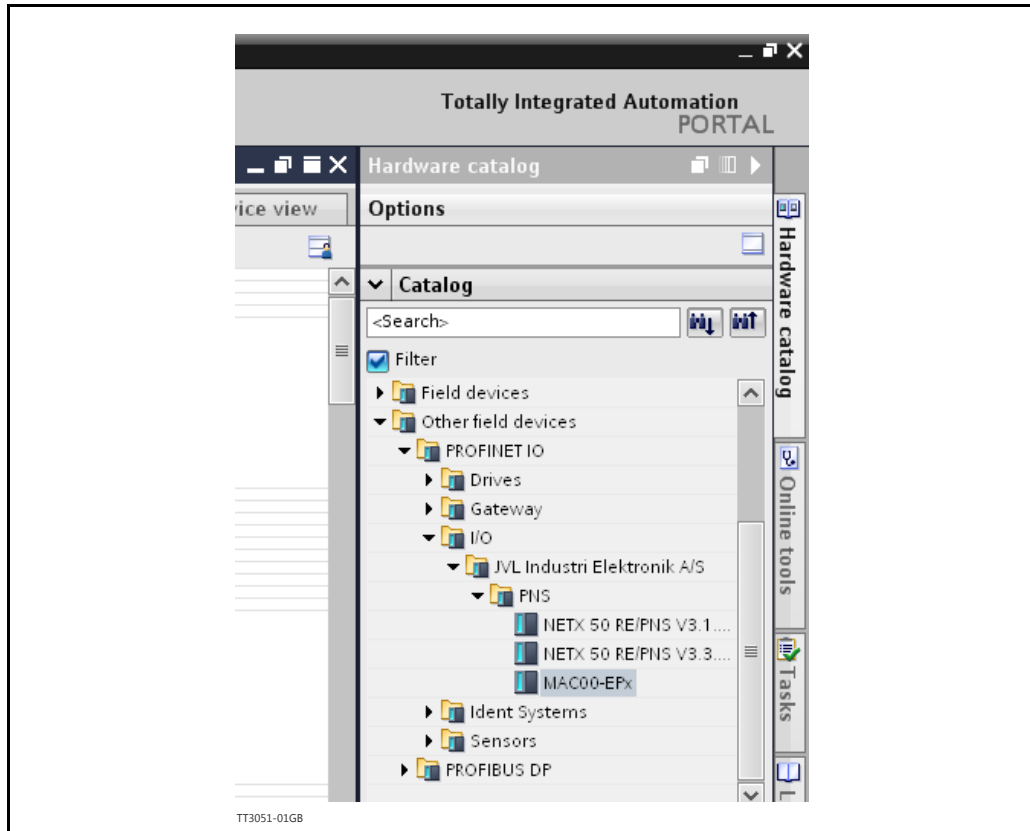 Totally Integrated Automation
PORTAL
Hardware catalog
ice view
Options
Catalog
<Search>
Filter
Field devices
Other field devices
PROFINET IO
Drives
Gateway
I/O
JVL Industri Elektronik A/S
PNS
NETX 50 RE/PNS V3.1....
NETX 50 RE/PNS V3.3....
MAC00-EPx
Ident Systems
Sensors
PROFIBUS DP
Hardware catalog
Online tools
Tasks
TT3051-01GB